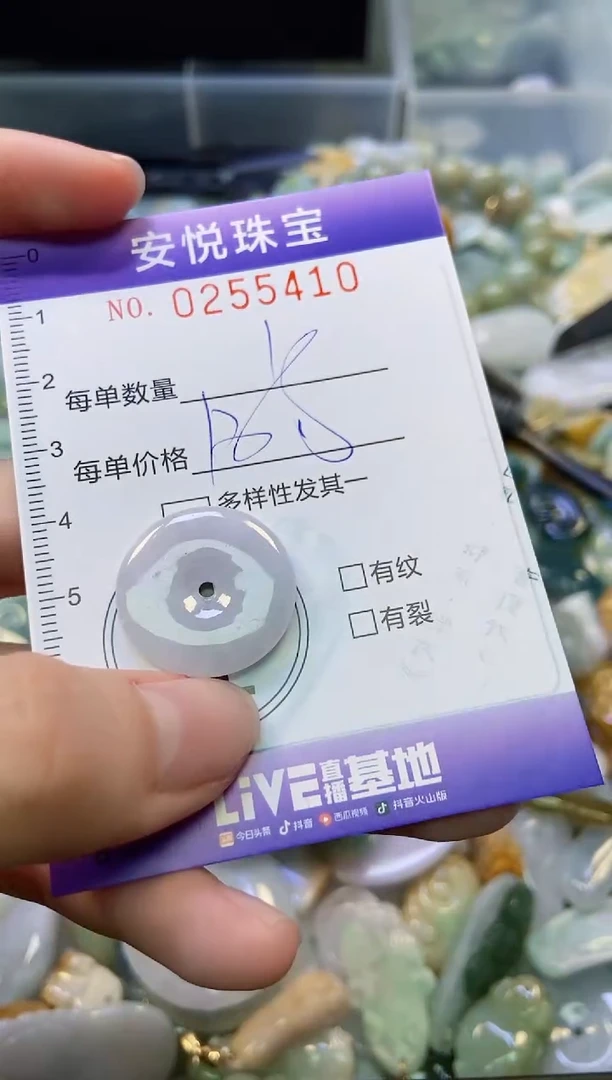 安悦珠宝
NO. 0255410
0
1
2
3
4
5
每单数量
每单价格
多样性发其一
有纹
有裂
LiVE直播基地
今日头条 抖音 西瓜视频 抖音火山版